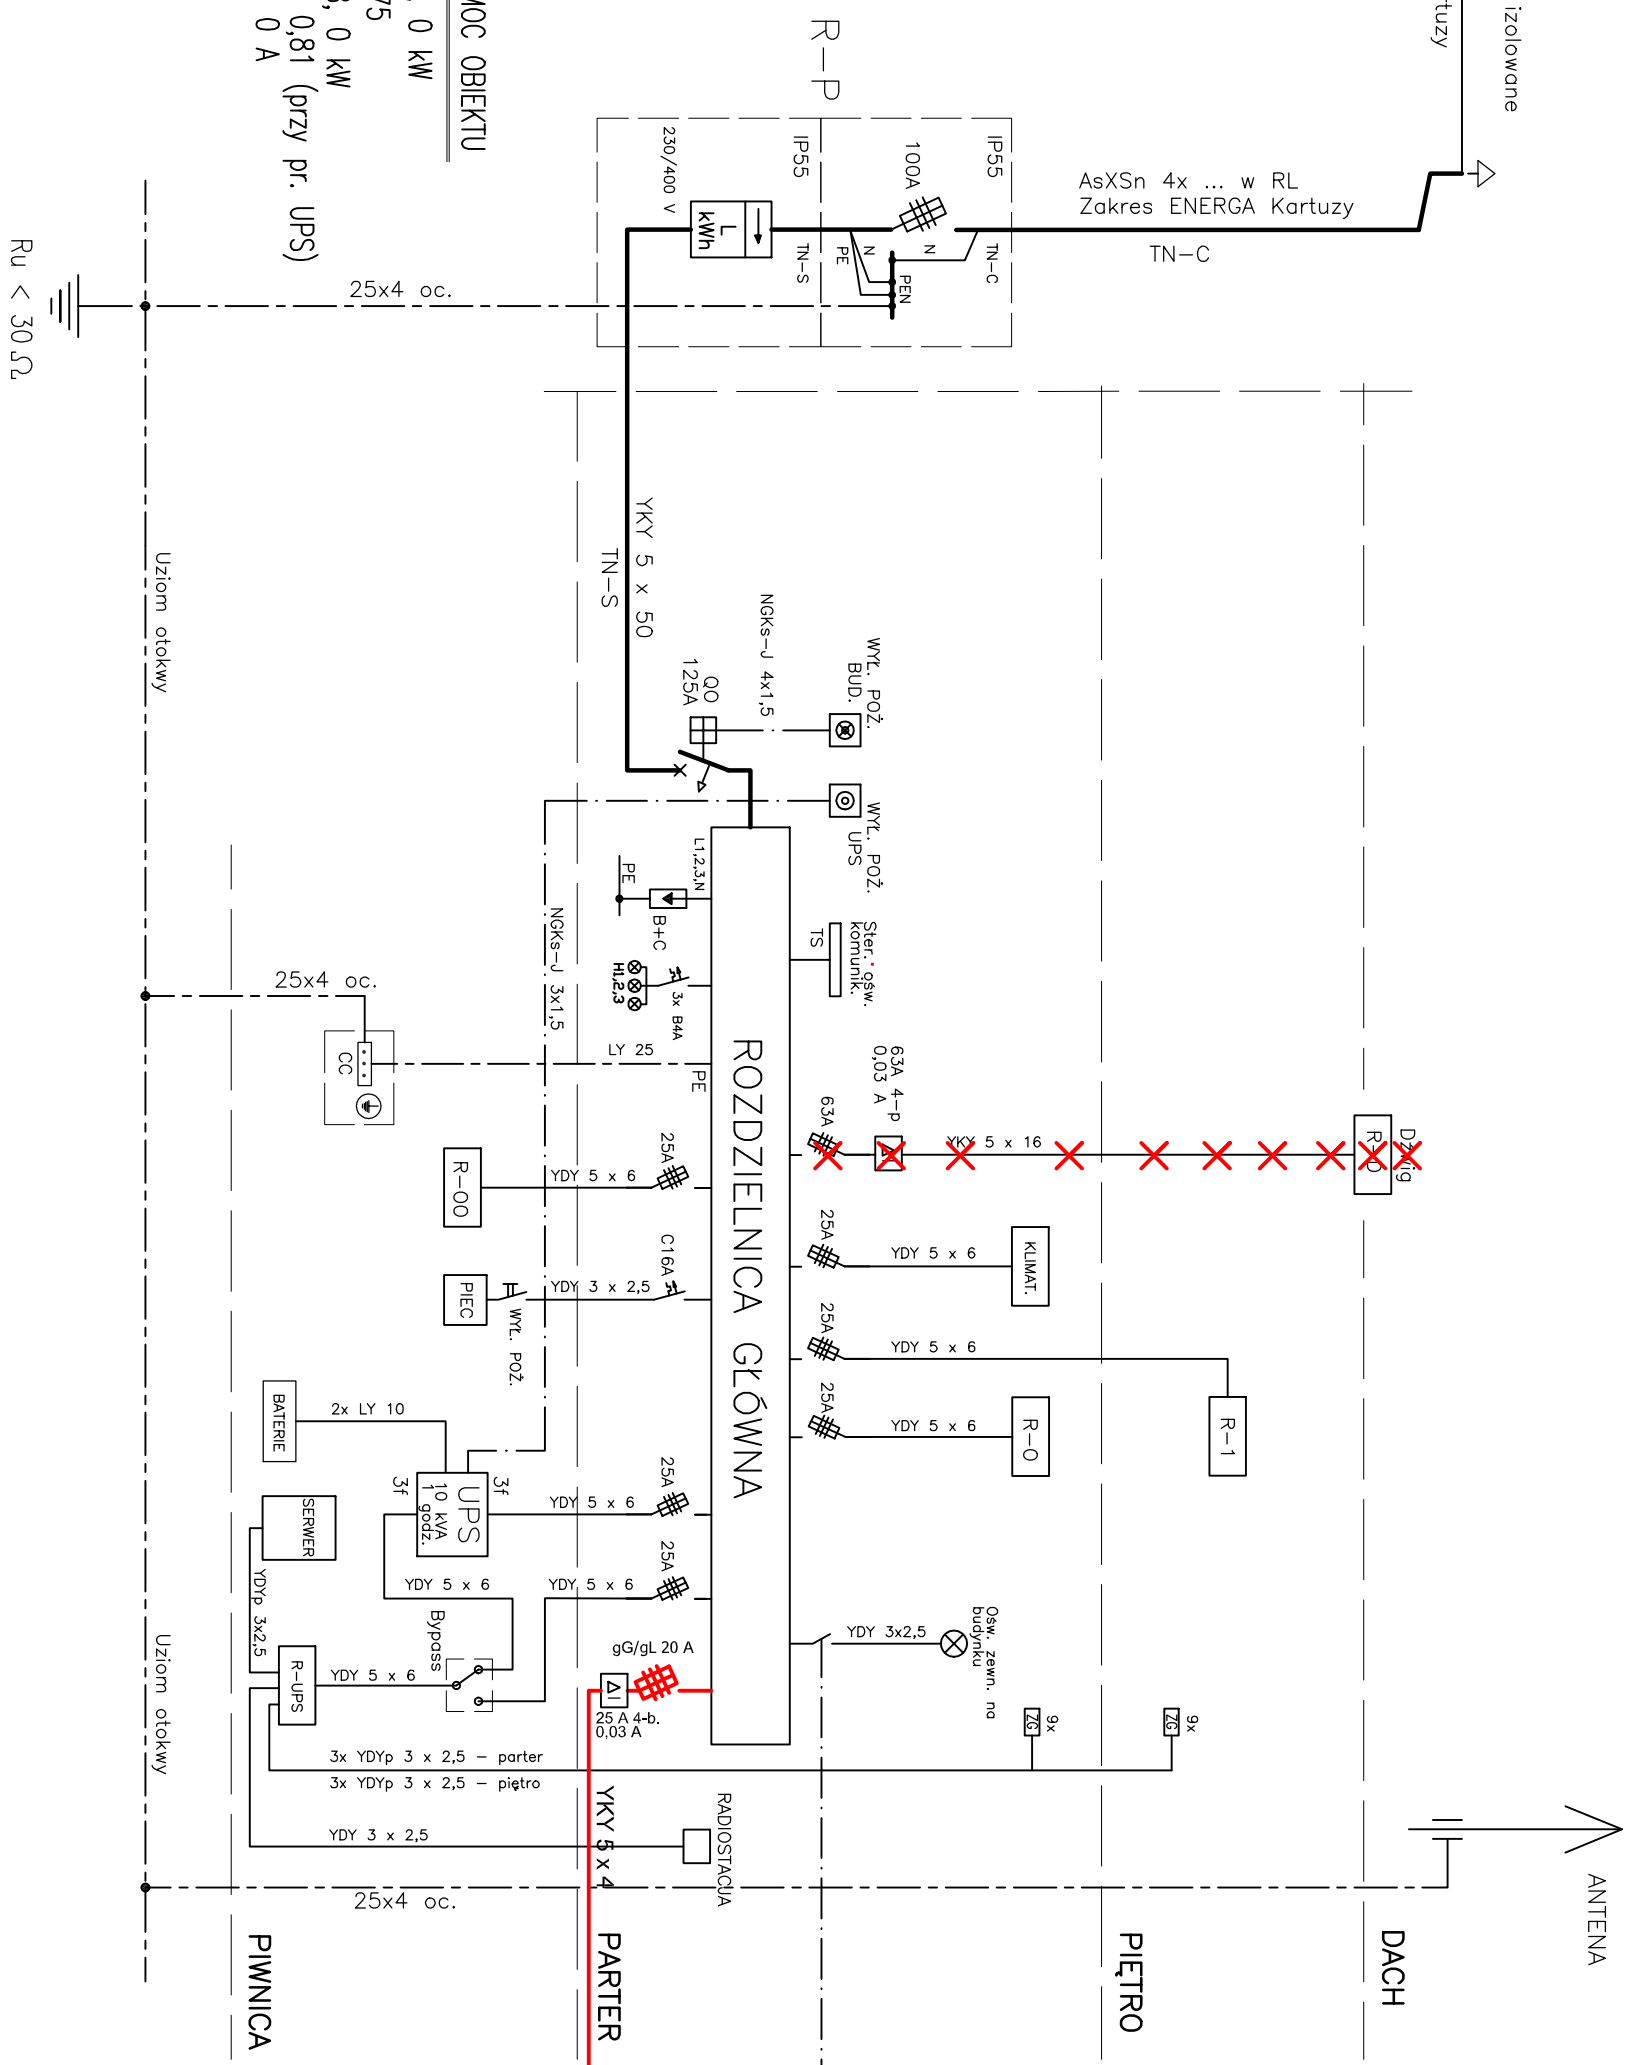 izolowane
rtuzy
MOC OBIEKTU
0 kW
75
3, 0 kW
0,81 (przy pr. UPS)
0 A
R-P
IP55
IP55
100A
230/400 V
L
kWh
TN-S
PE
N
N
PEN
TN-C
AsXSn 4x ... w RL
Zakres ENERGA Kartuzy
TN-C
25x4 oc.
Ru < 30 Ω
Uziom otokwy
YKY 5 x 50
TN-S
NGKs-J 4x1,5
Q0
125A
WYŁ. POŻ.
BUD.
WYŁ. POŻ.
UPS
L1,2,3,N
PE
B+C
H1,2,3
3x B4A
TS
Ster. ośw.
komunik.
NGKs-J 3x1,5
25x4 oc.
CC
LY 25
PE
ROZDZIELNICA GŁÓWNA
63A
63A 4-p
0,03 A
YKY 5 x 16
Dźwig
R-D
25A
YDY 5 x 6
R-00
25A
YDY 5 x 6
KLIMAT.
C16A
YDY 3 x 2,5
WYŁ. POŻ.
PIEC
25A
YDY 5 x 6
R-1
25A
YDY 5 x 6
R-0
BATERIE
2x LY 10
3f
3f
UPS
10 kVA
1 godz.
25A
YDY 5 x 6
SERWER
YDYp 3x2,5
YDY 5 x 6
25A
YDY 5 x 6
Bypass
R-UPS
YDY 5 x 6
gG/gL 20 A
ΔI
25 A 4-b.
0,03 A
YDY 3x2,5
Ośw. zewn. na
budynku
9x
ZG
9x
ZG
3x YDYp 3 x 2,5 - parter
3x YDYp 3 x 2,5 - piętro
YDY 3 x 2,5
RADIOSTACJA
YKY 5 x 4
Uziom otokwy
25x4 oc.
ANTENA
PIWNICA
PARTER
PIĘTRO
DACH